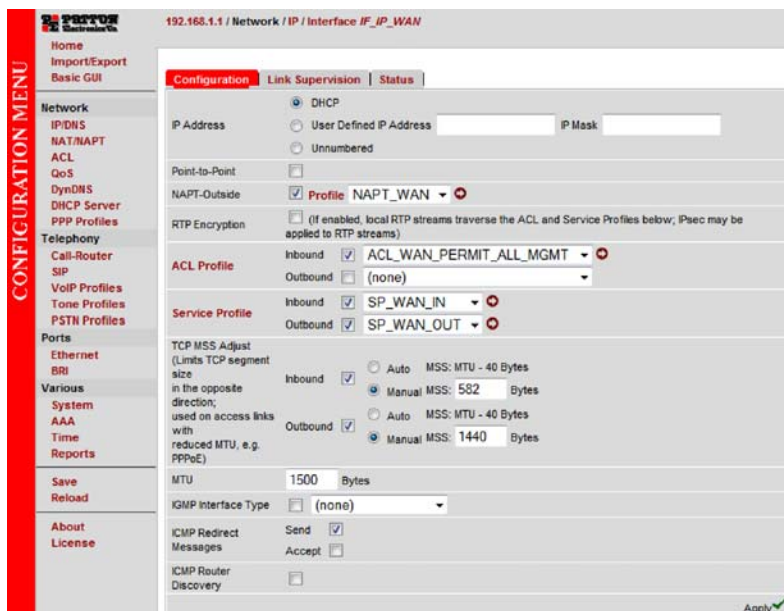 PATTON
Electronics Co.
192.168.1.1 / Network / IP / Interface IF_IP_WAN
CONFIGURATION MENU
Home
Import/Export
Basic GUI
Network
IP/DNS
NAT/NAPT
ACL
QoS
DynDNS
DHCP Server
PPP Profiles
Telephony
Call-Router
SIP
VoIP Profiles
Tone Profiles
PSTN Profiles
Ports
Ethernet
BRI
Various
System
AAA
Time
Reports
Save
Reload
About
License
Configuration Link Supervision Status
IP Address
DHCP
User Defined IP Address IP Mask
Unnumbered
Point-to-Point
NAPT-Outside Profile NAPT_WAN
RTP Encryption (If enabled, local RTP streams traverse the ACL and Service Profiles below; IPsec may be
applied to RTP streams)
ACL Profile
Inbound ACL_WAN_PERMIT_ALL_MGMT
Outbound (none)
Service Profile
Inbound SP_WAN_IN
Outbound SP_WAN_OUT
TCP MSS Adjust
(Limits TCP segment
size
in the opposite
direction;
used on access links
with
reduced MTU, e.g.
PPPoE)
Inbound
Auto MSS: MTU - 40 Bytes
Manual MSS: 582 Bytes
Outbound
Auto MSS: MTU - 40 Bytes
Manual MSS: 1440 Bytes
MTU 1500 Bytes
IGMP Interface Type (none)
ICMP Redirect
Messages
Send
Accept
ICMP Router
Discovery
Apply